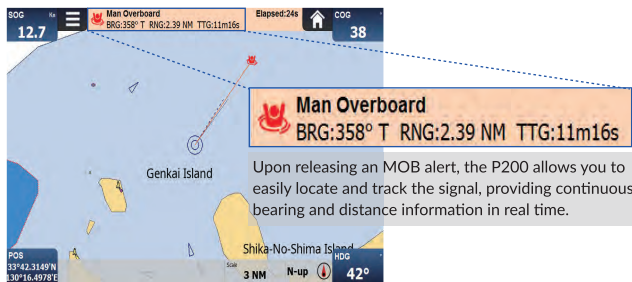 SOG
12.7
Man Overboard
BRG:358° T RNG:2.39 NM TTG:11m16s
Elapsed:24s
COG
38
Man Overboard
BRG:358° T RNG:2.39 NM TTG:11m16s
Upon releasing an MOB alert, the P200 allows you to
easily locate and track the signal, providing continuous
bearing and distance information in real time.
Genkai Island
Shika-No-Shima Island
POS
33°42.3149'N
130°16.4978'E
Scale
3 NM
N-up
HDG
42°